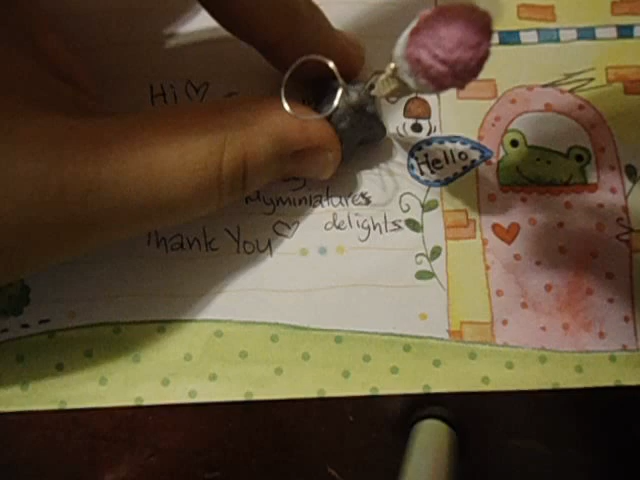 Hi ♡
Hello
Myminiatures
delights
Thank You ♡